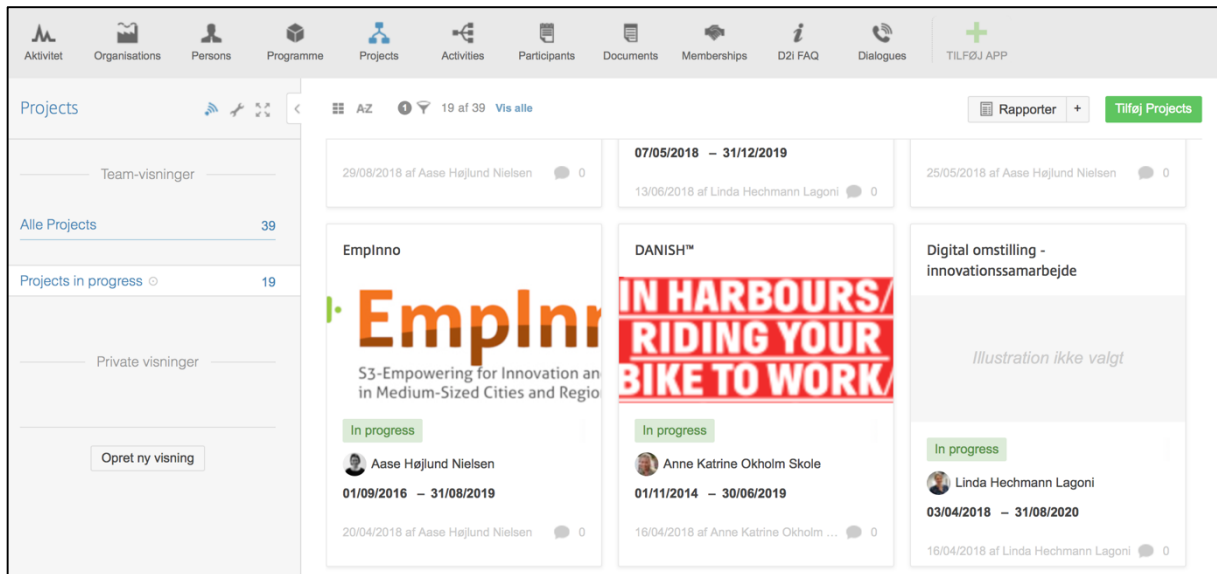 Aktivitet
Organisations
Persons
Programme
Projects
Activities
Participants
Documents
Memberships
D2i FAQ
Dialogues
TILFØJ APP
Projects
A-Z
1
19 af 39
Vis alle
Rapporter
+
Tilføj Projects
Team-visninger
Alle Projects 39
Projects in progress 19
Private visninger
Opret ny visning
29/08/2018 af Aase Højlund Nielsen 0
07/05/2018 – 31/12/2019
13/06/2018 af Linda Hechmann Lagoni 0
25/05/2018 af Aase Højlund Nielsen 0
EmpInno
EmpInn
S3-Empowering for Innovation an
in Medium-Sized Cities and Regio
In progress
Aase Højlund Nielsen
01/09/2016 – 31/08/2019
20/04/2018 af Aase Højlund Nielsen 0
DANISH™
IN HARBOURS/
RIDING YOUR
BIKE TO WORK/
In progress
Anne Katrine Okholm Skole
01/11/2014 – 30/06/2019
16/04/2018 af Anne Katrine Okholm ... 0
Digital omstilling -
innovationssamarbejde
Illustration ikke valgt
In progress
Linda Hechmann Lagoni
03/04/2018 – 31/08/2020
16/04/2018 af Linda Hechmann Lagoni 0